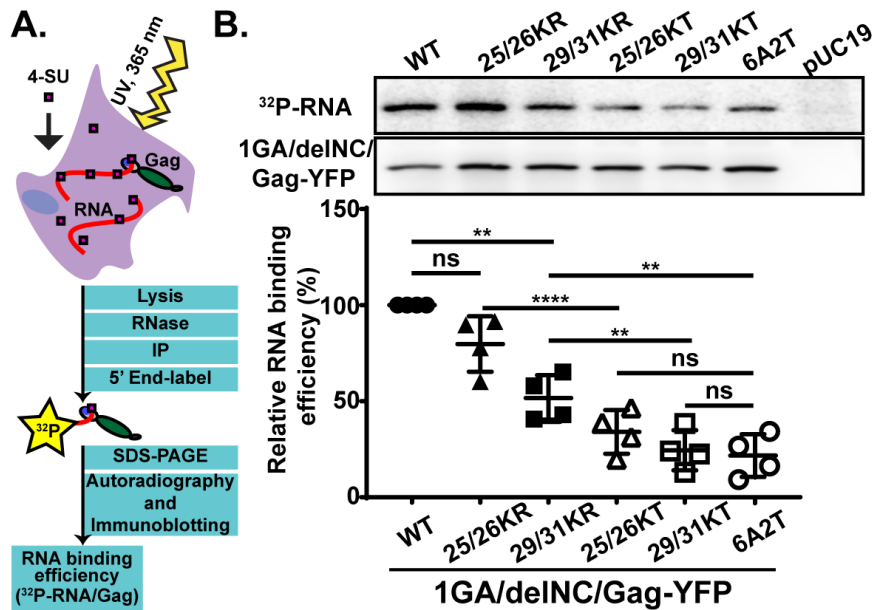 A.
4-SU
UV, 365 nm
Gag
RNA
Lysis
RNase
IP
5' End-label
32P
SDS-PAGE
Autoradiography
and
Immunoblotting
RNA binding
efficiency
(³²P-RNA/Gag)
B.
WT 25/26KR 29/31KR 25/26KT 29/31KT 6A2T pUC19
³²P-RNA
1GA/delNC/
Gag-YFP
Relative RNA binding
efficiency (%)
150
100
50
0
**
ns
**
****
**
ns
ns
WT 25/26KR 29/31KR 25/26KT 29/31KT 6A2T
1GA/delNC/Gag-YFP